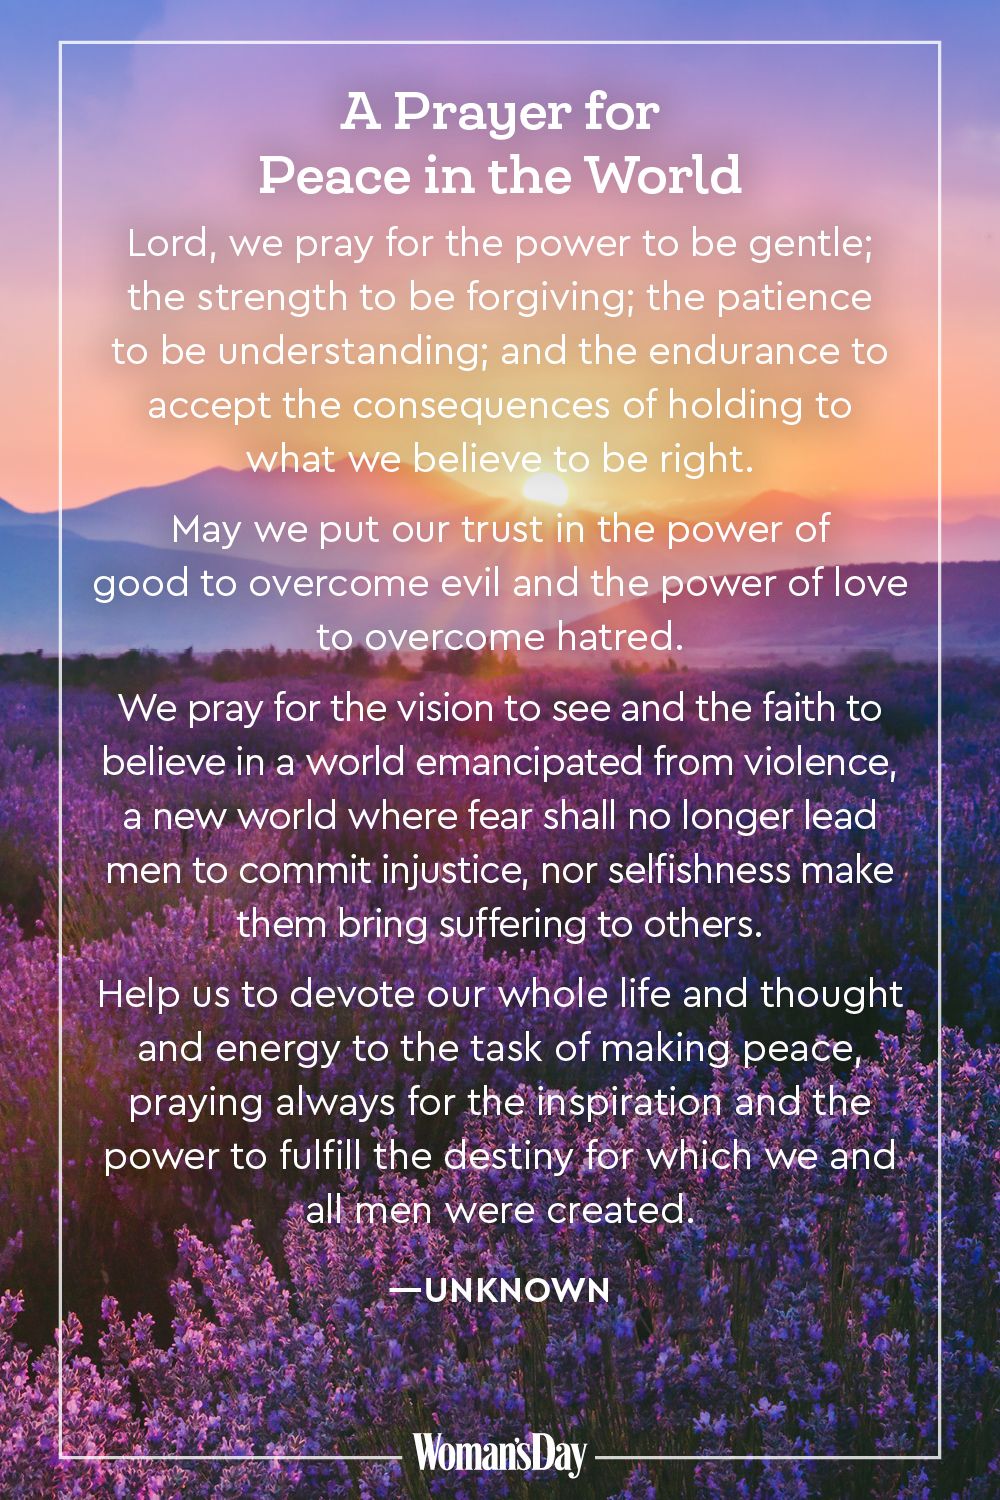 A Prayer for
Peace in the World
Lord, we pray for the power to be gentle;
the strength to be forgiving; the patience
to be understanding; and the endurance to
accept the consequences of holding to
what we believe to be right.
May we put our trust in the power of
good to overcome evil and the power of love
to overcome hatred.
We pray for the vision to see and the faith to
believe in a world emancipated from violence,
a new world where fear shall no longer lead
men to commit injustice, nor selfishness make
them bring suffering to others.
Help us to devote our whole life and thought
and energy to the task of making peace,
praying always for the inspiration and the
power to fulfill the destiny for which we and
all men were created.
—UNKNOWN
Woman'sDay